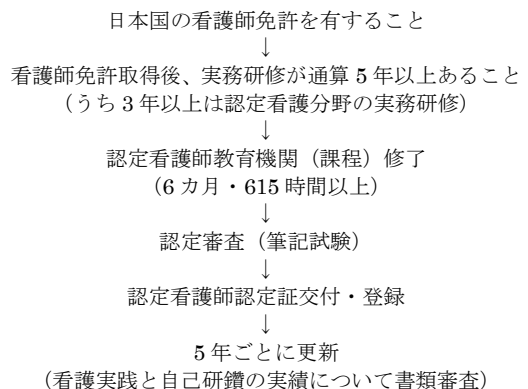 日本国の看護師免許を有すること
↓
看護師免許取得後、実務研修が通算 5 年以上あること
（うち 3 年以上は認定看護分野の実務研修）
↓
認定看護師教育機関（課程）修了
（6 カ月・615 時間以上）
↓
認定審査（筆記試験）
↓
認定看護師認定証交付・登録
↓
5 年ごとに更新
（看護実践と自己研鑽の実績について書類審査）